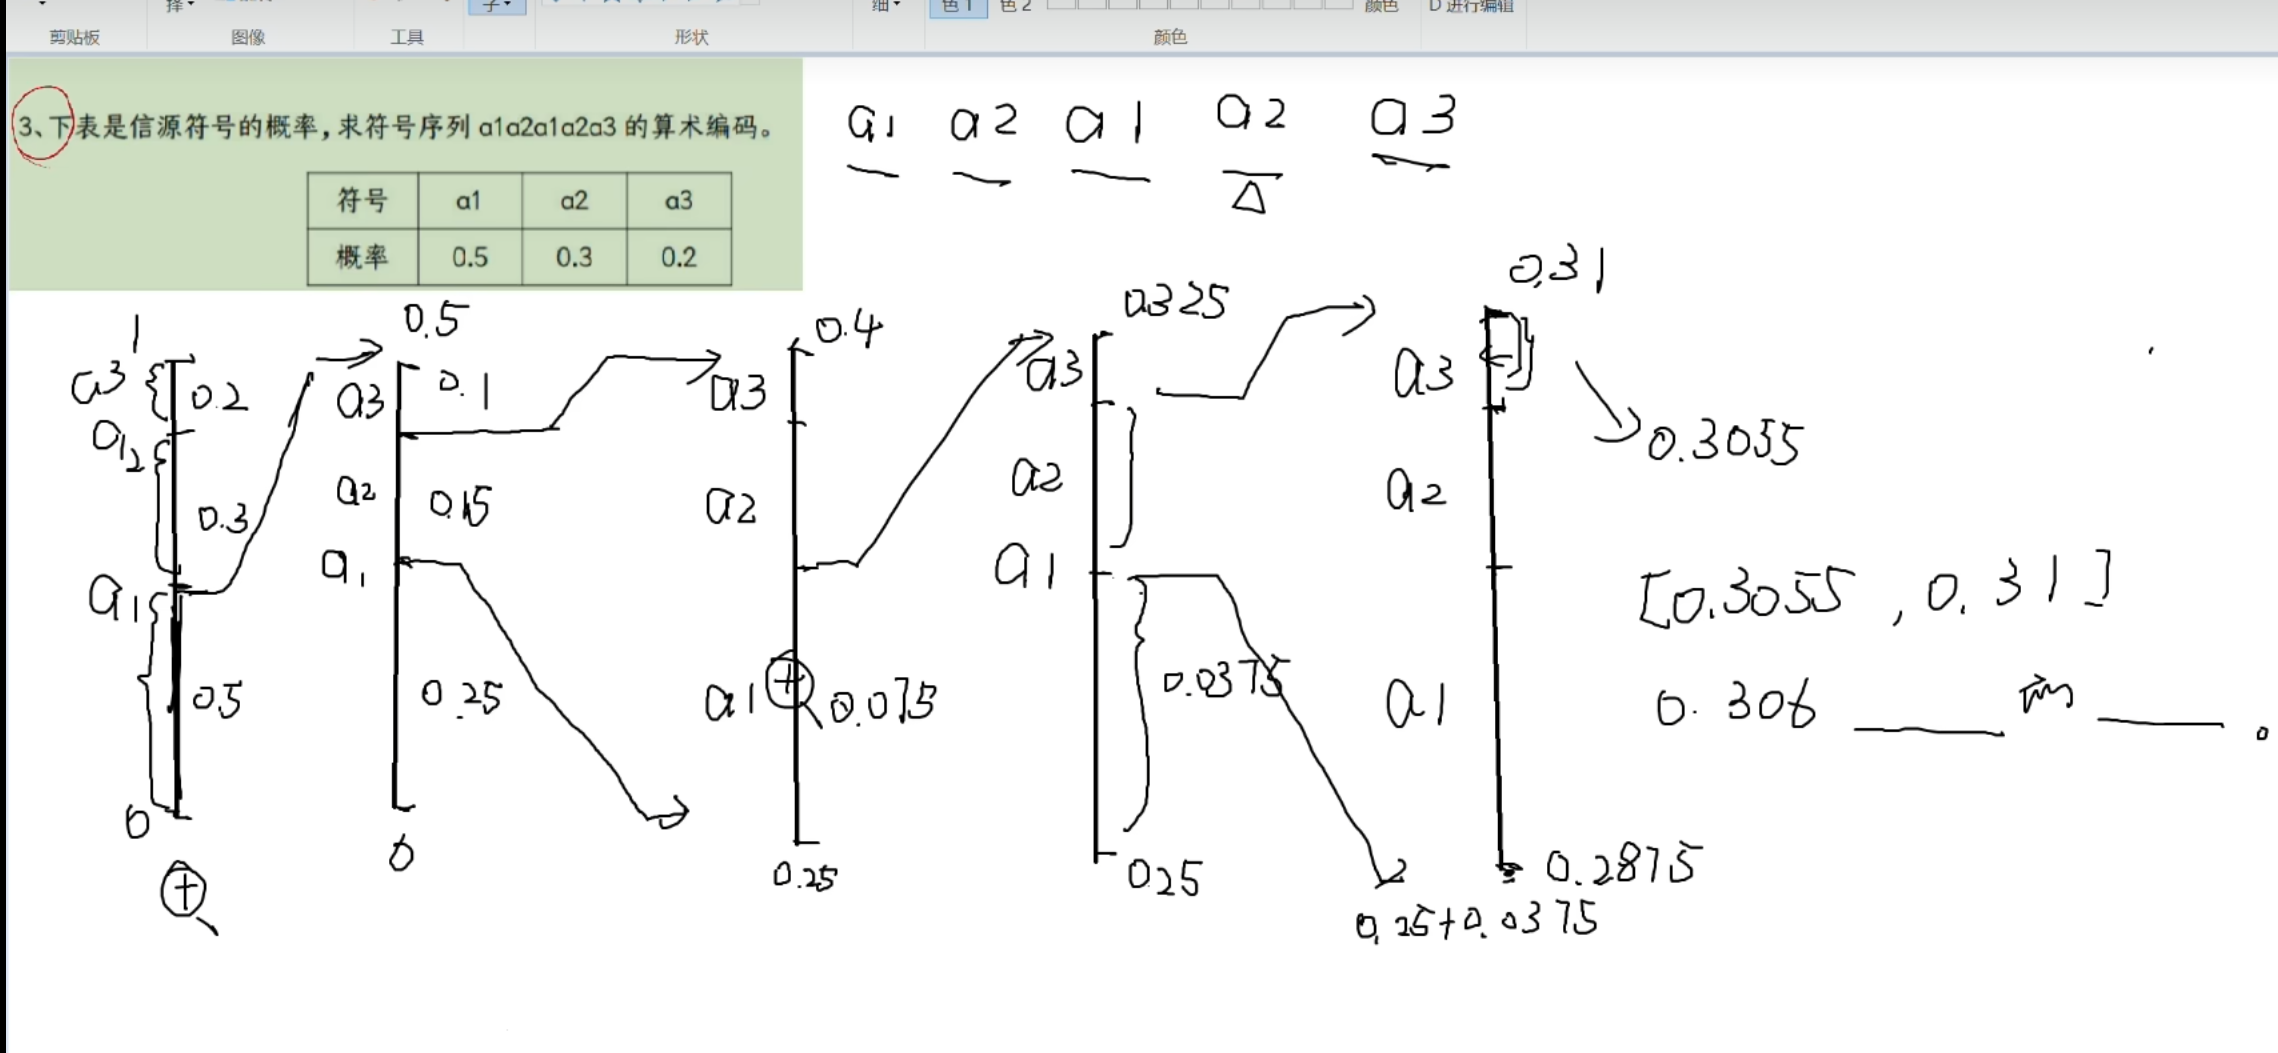 择 子 细 色1 色2 颜色 D 进行编辑
剪贴板 图像 工具 形状 颜色
3、下表是信源符号的概率，求符号序列 a1a2a1a2a3 的算术编码。
符号 a1 a2 a3
概率 0.5 0.3 0.2
a1 a2 a1 a2 a3
1
a3 0.2
a2
0.3
a1
0.5
0
0.5
a3 0.1
a2 0.15
a1
0.25
0
0.4
a3
a2
a1 0.075
0.25
0.325
a3
a2
a1
0.0375
0.25
0.31
a3
0.3055
a2
a1
0.2875
0.25+0.0375
[0.3055 , 0.31]
0.306